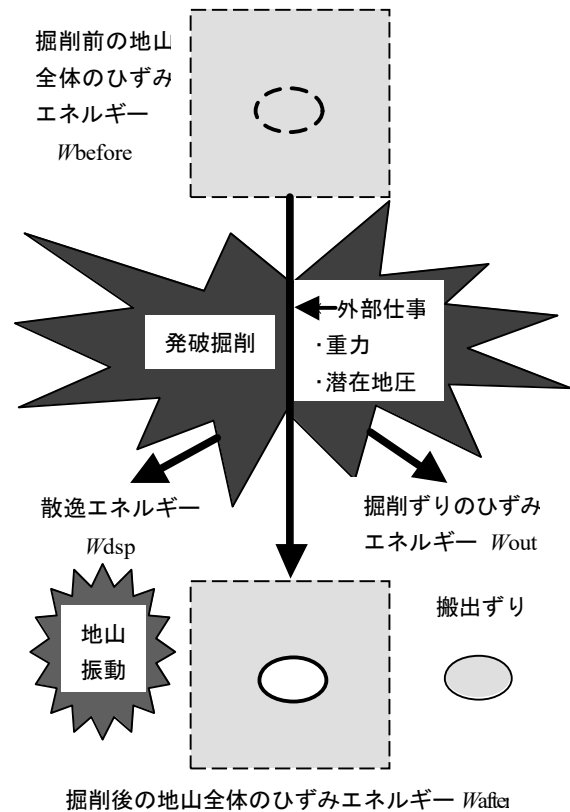 掘削前の地山
全体のひずみ
エネルギー
Wbefore
発破掘削
外部仕事
・重力
・潜在地圧
散逸エネルギー
Wdsp
掘削ずりのひずみ
エネルギー Wout
地山
振動
搬出ずり
掘削後の地山全体のひずみエネルギー Wafter